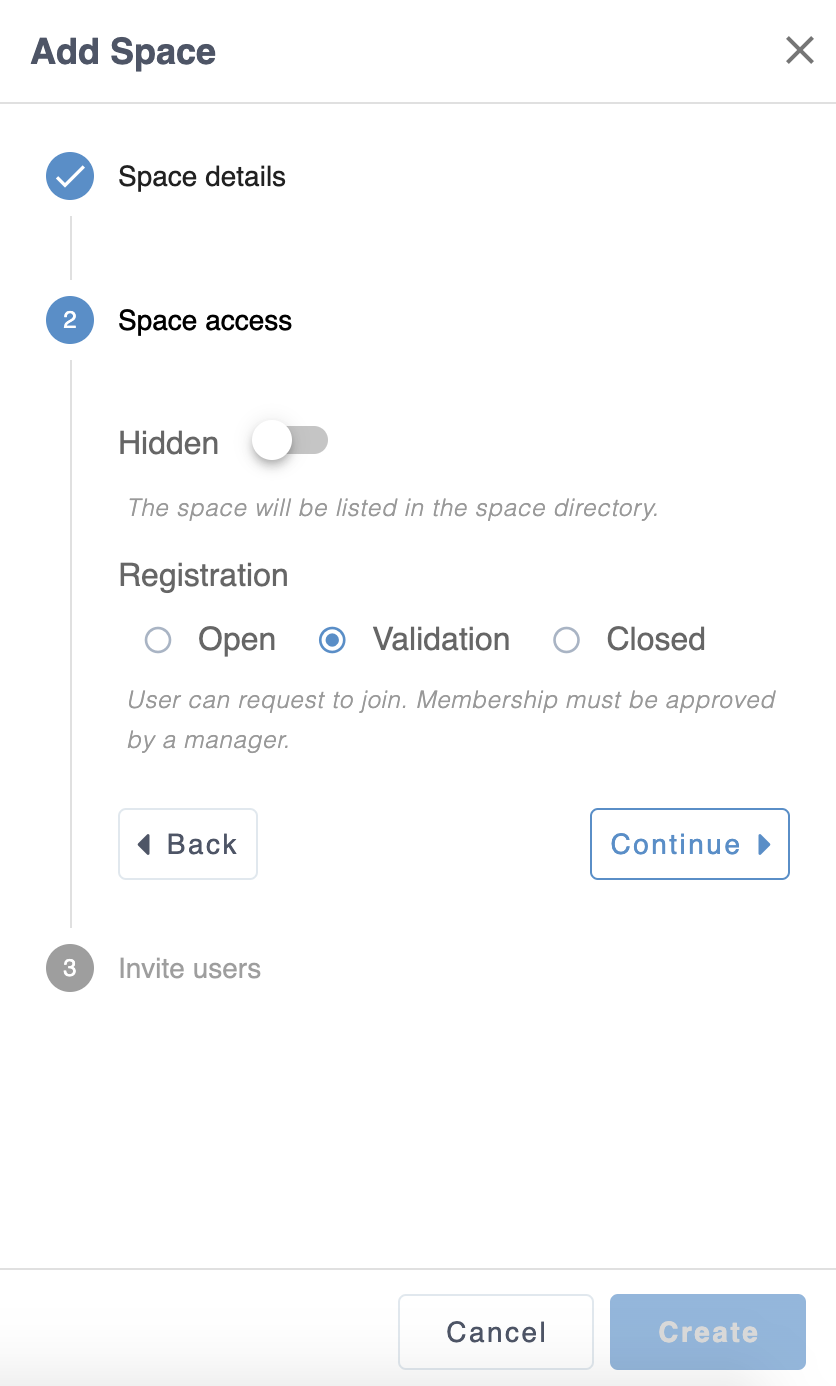 Add Space
Space details
2 Space access
Hidden
The space will be listed in the space directory.
Registration
Open Validation Closed
User can request to join. Membership must be approved
by a manager.
Back Continue
3 Invite users
Cancel Create